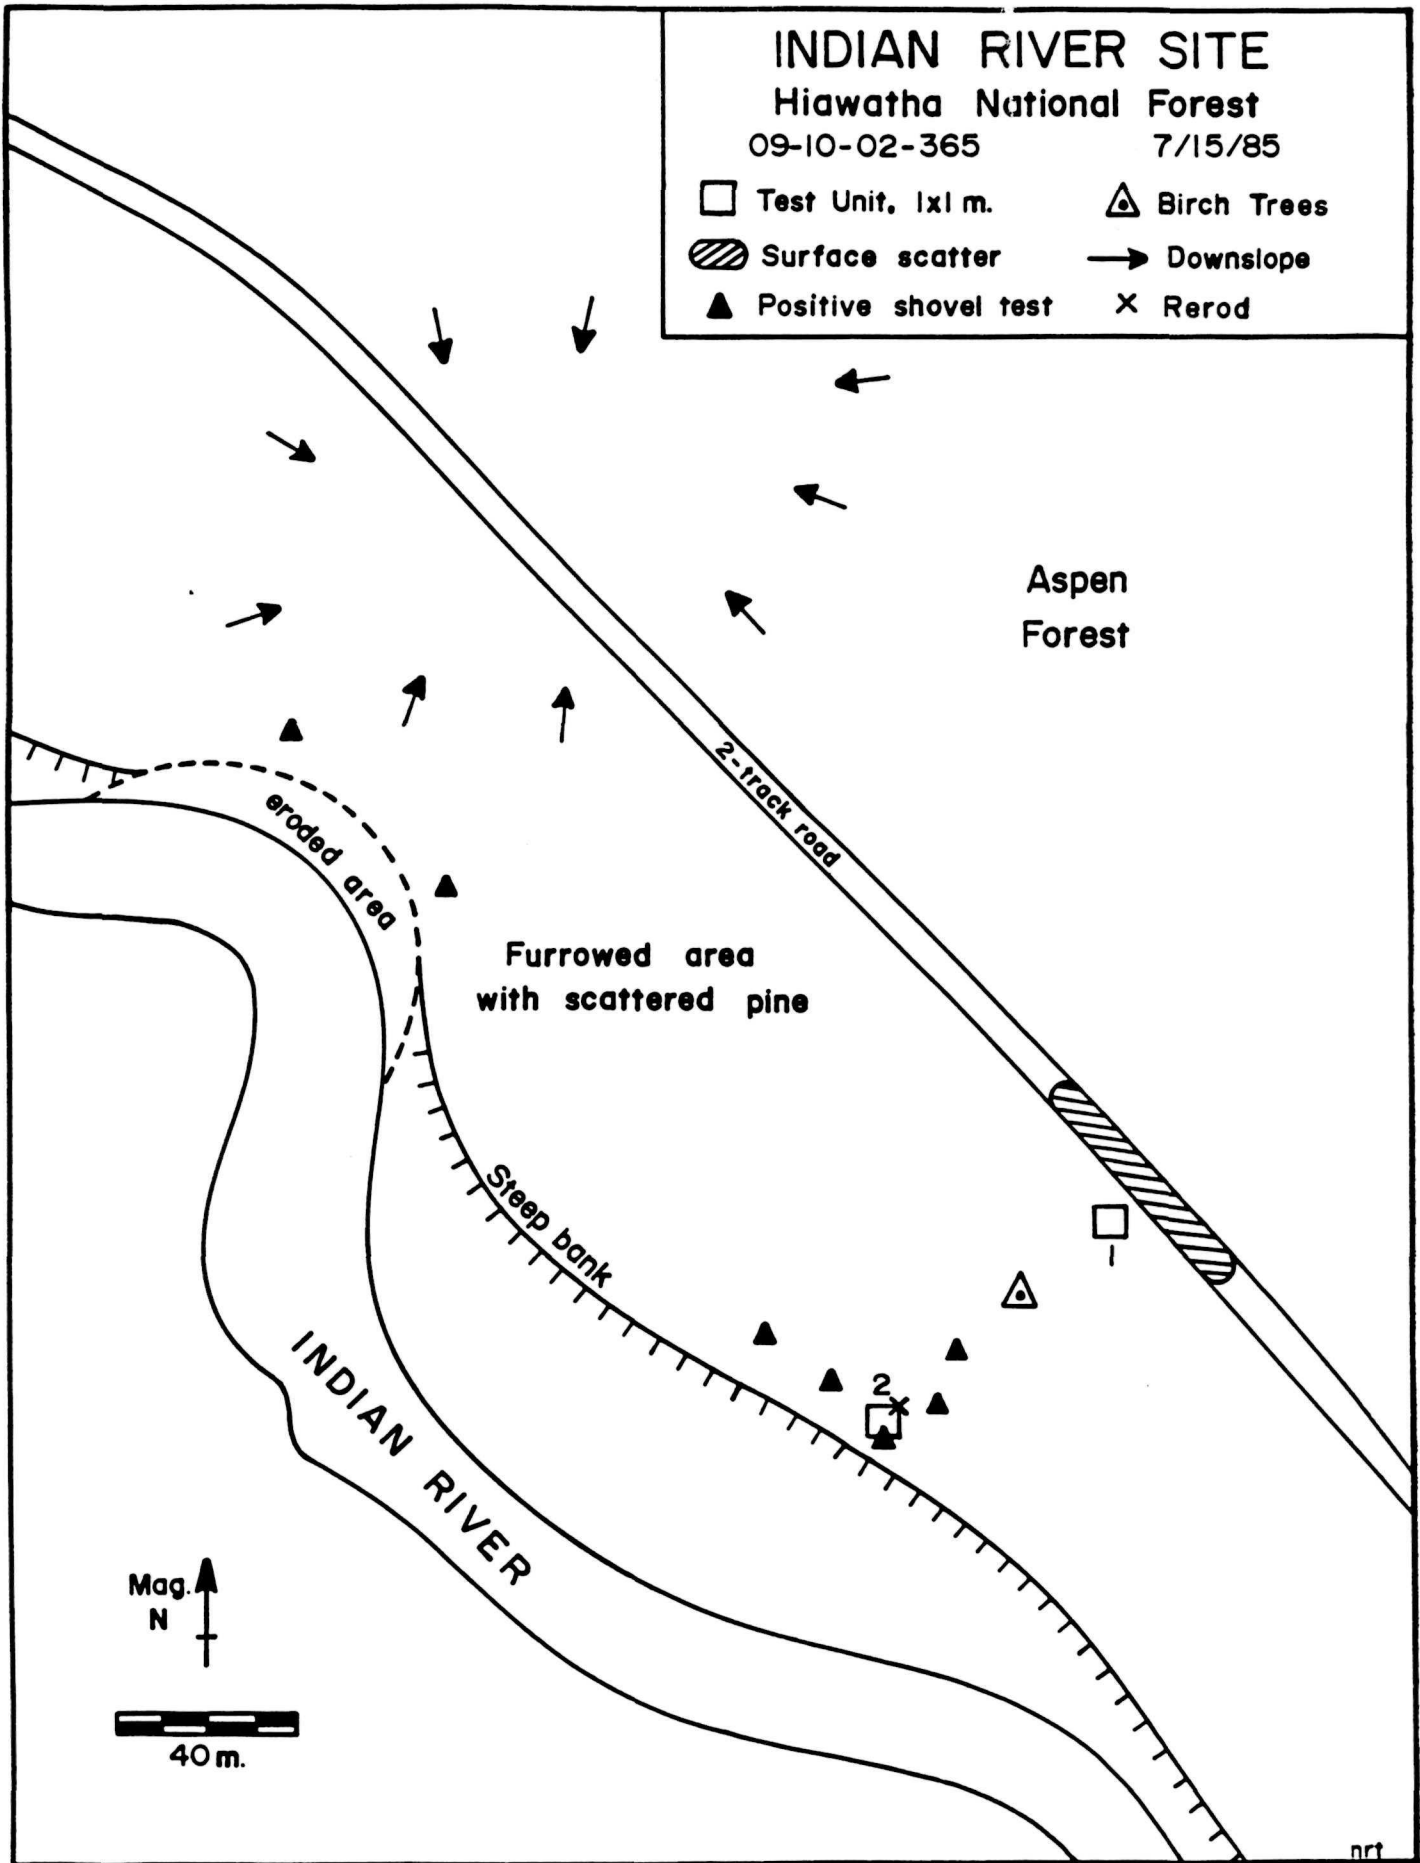 INDIAN RIVER SITE
Hiawatha National Forest
09-10-02-365 7/15/85
Test Unit, 1x1 m. Birch Trees
Surface scatter Downslope
Positive shovel test Rerod
Aspen
Forest
2-track road
eroded area
Furrowed area
with scattered pine
Steep bank
1
2
INDIAN RIVER
Mag.
N
40 m.
nrt